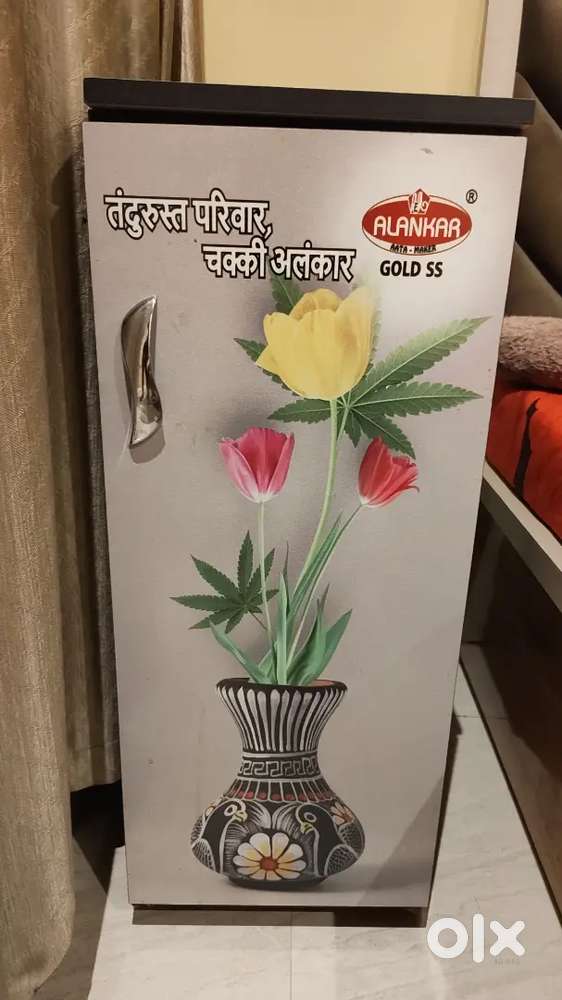 तंदुरुस्त परिवार,
चक्की अलंकार
ALANKAR
AATA - MAKER
®
GOLD SS
olx